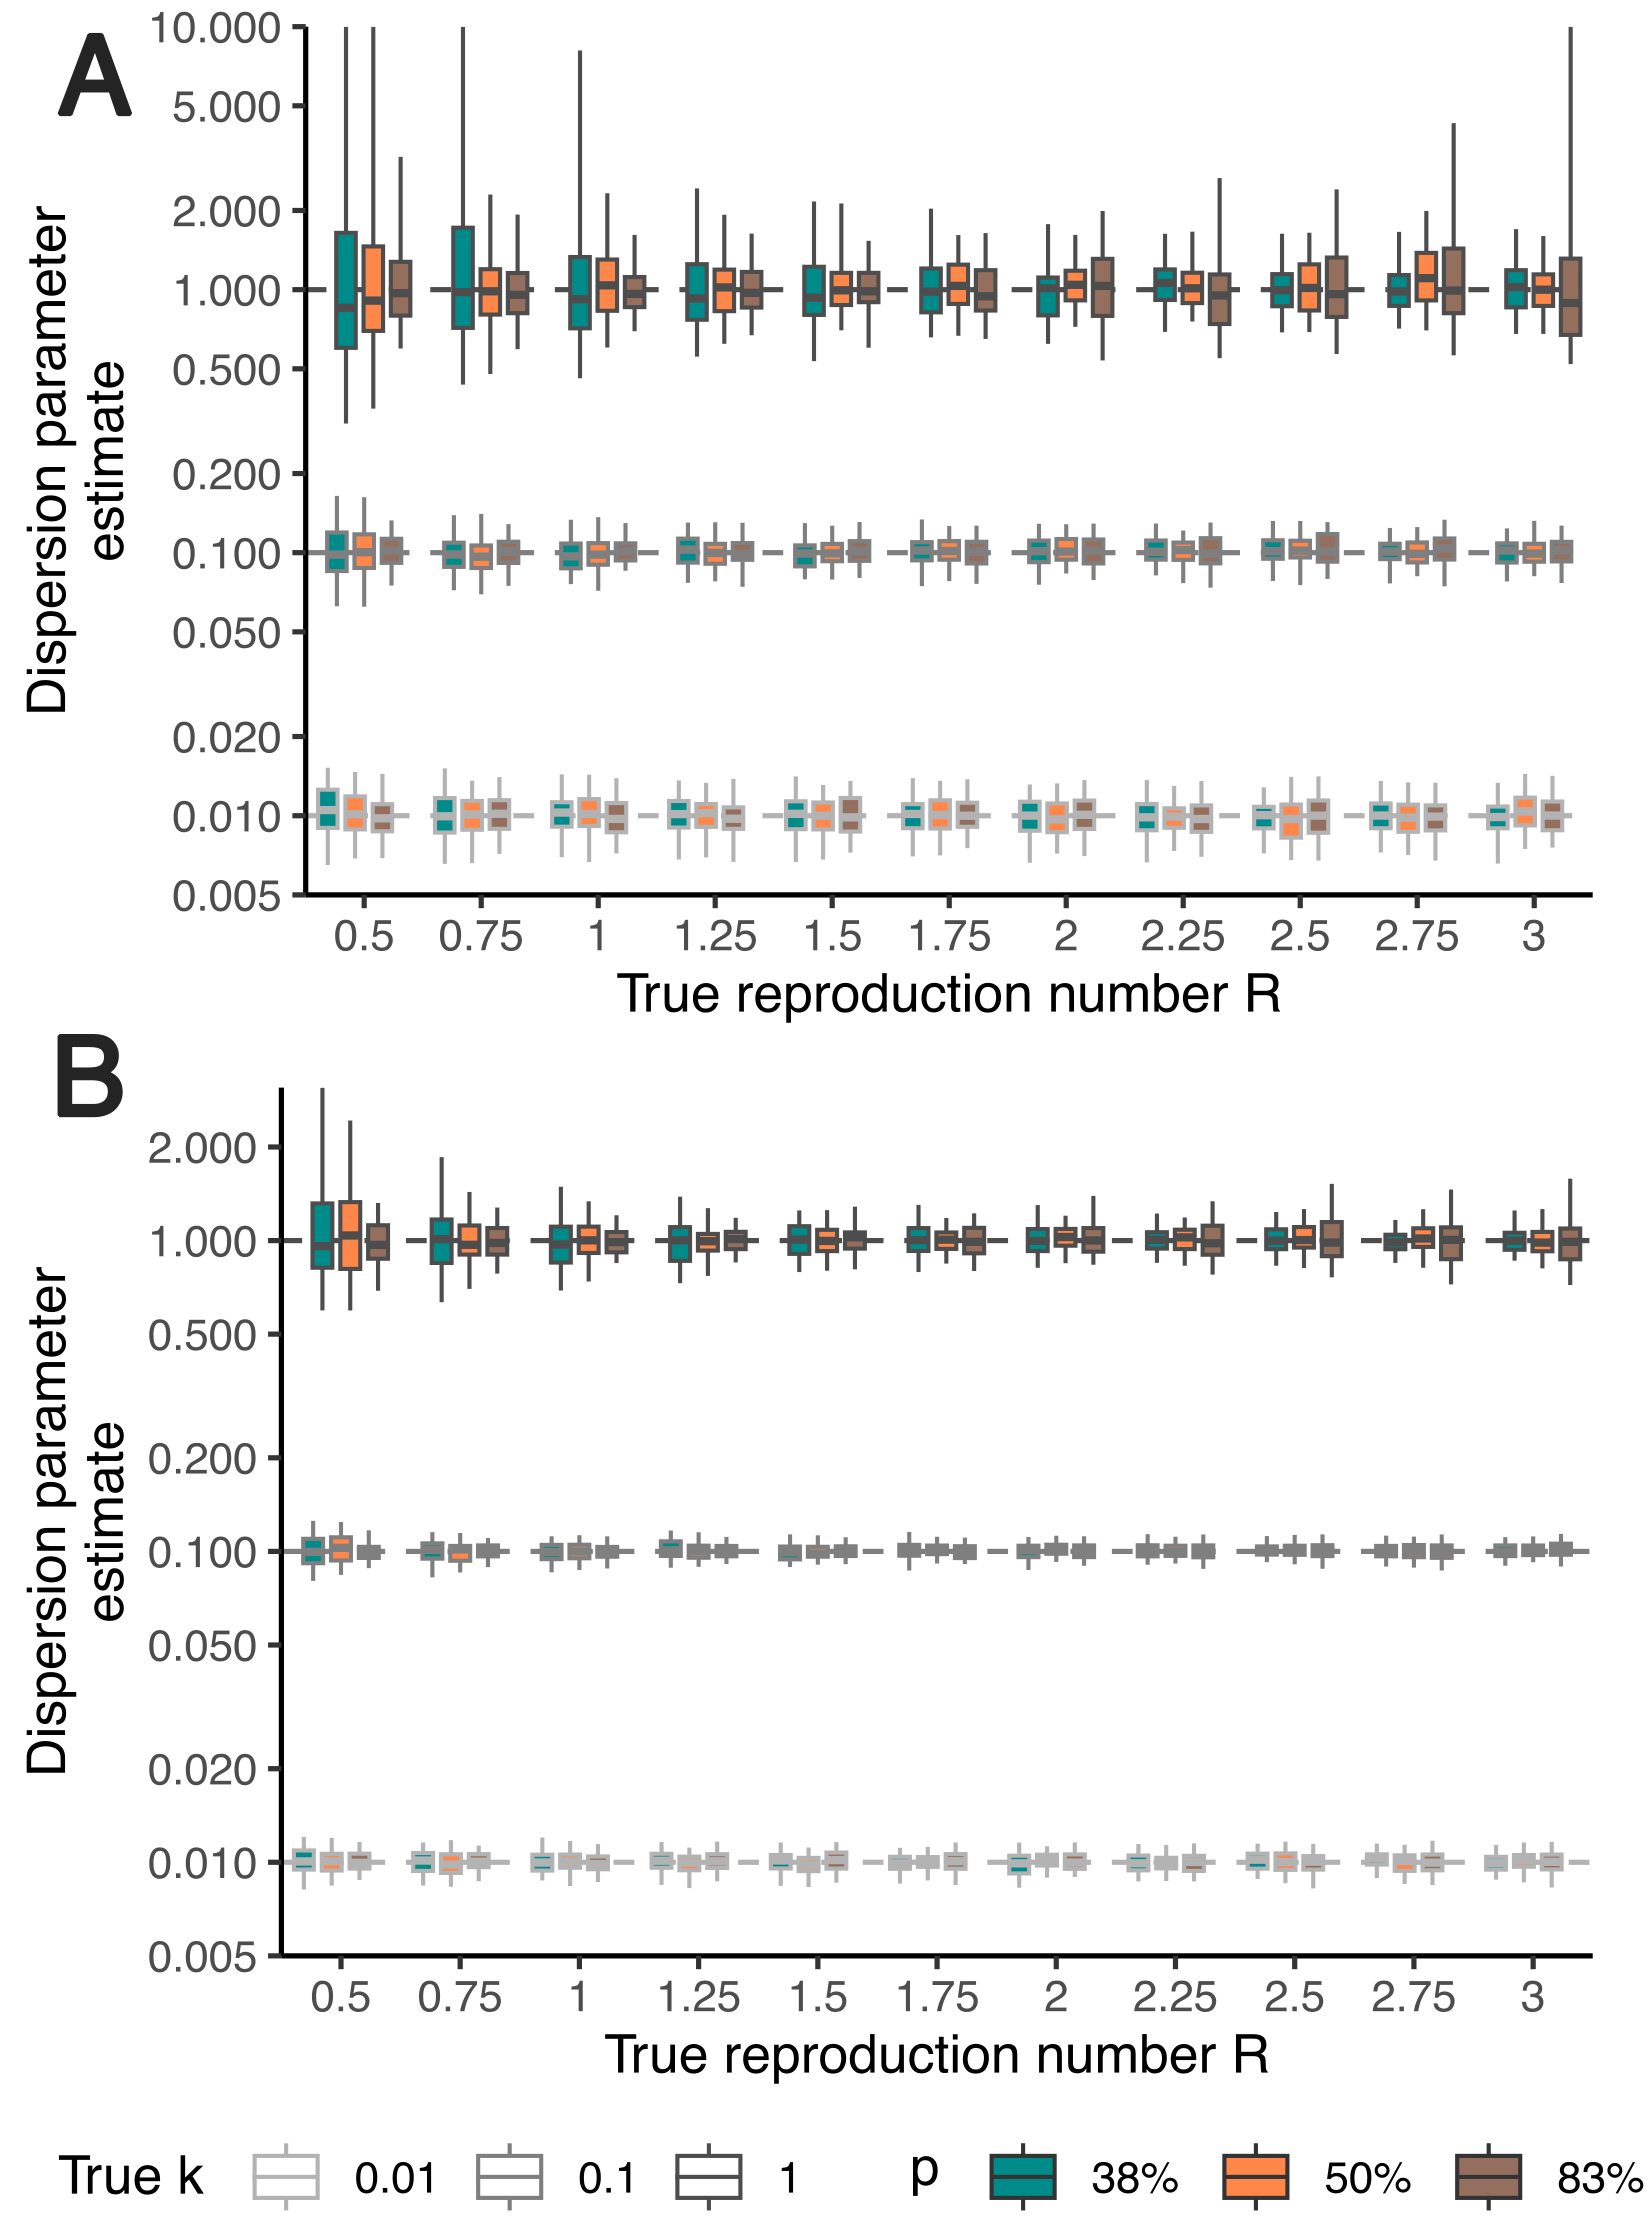 A
10.000
5.000
2.000
1.000
0.500
0.200
0.100
0.050
0.020
0.010
0.005
Dispersion parameter
estimate
0.5 0.75 1 1.25 1.5 1.75 2 2.25 2.5 2.75 3
True reproduction number R
B
2.000
1.000
0.500
0.200
0.100
0.050
0.020
0.010
0.005
Dispersion parameter
estimate
0.5 0.75 1 1.25 1.5 1.75 2 2.25 2.5 2.75 3
True reproduction number R
True k 0.01 0.1 1 p 38% 50% 83%